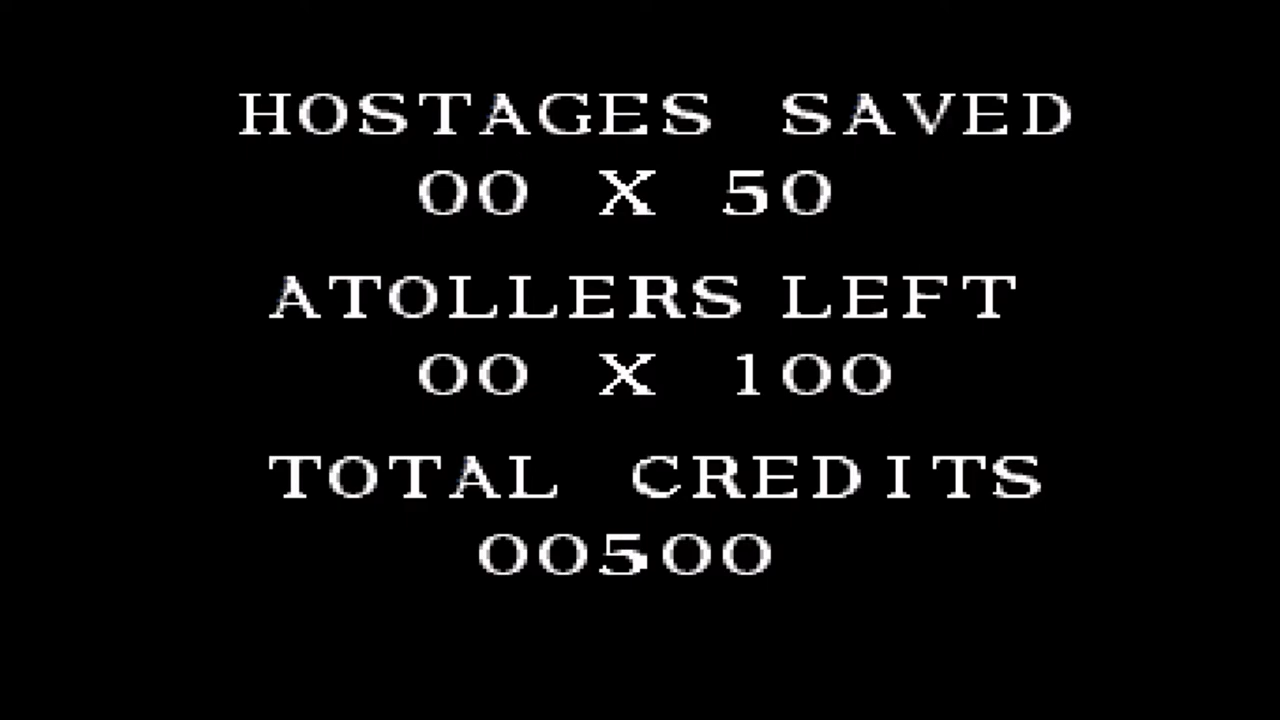 HOSTAGES SAVED
00 X 50
ATOLLERS LEFT
00 X 100
TOTAL CREDITS
00500